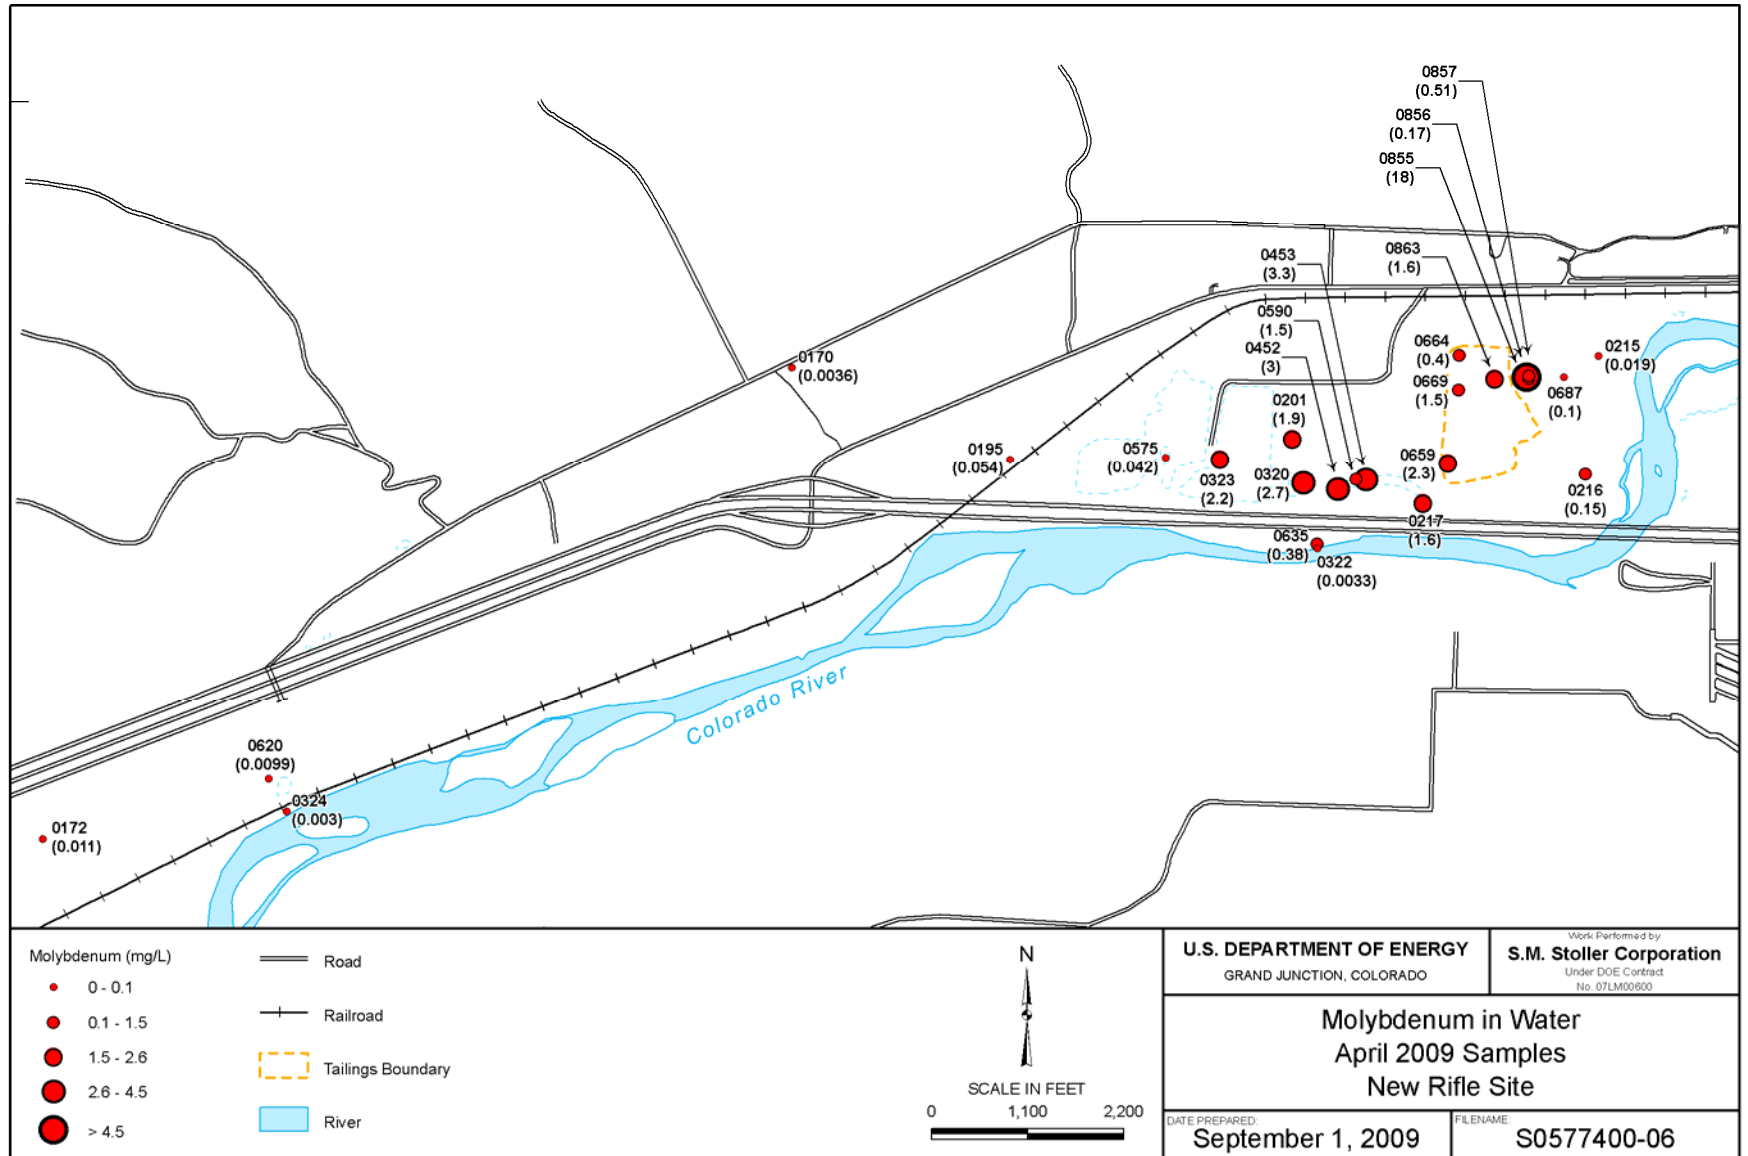 0857
(0.51)
0856
(0.17)
0855
(18)
0453
(3.3)
0863
(1.6)
0590
(1.5)
0452
(3)
0664
(0.4)
0215
(0.019)
0170
(0.0036)
0669
(1.5)
0687
(0.1)
0201
(1.9)
0195
(0.054)
0575
(0.042)
0323
(2.2)
0320
(2.7)
0659
(2.3)
0216
(0.15)
0217
(1.6)
0635
(0.38)
0322
(0.0033)
Colorado River
0620
(0.0099)
0324
(0.003)
0172
(0.011)
Molybdenum (mg/L)
0 - 0.1
0.1 - 1.5
1.5 - 2.6
2.6 - 4.5
> 4.5
Road
Railroad
Tailings Boundary
River
N
SCALE IN FEET
0 1,100 2,200
U.S. DEPARTMENT OF ENERGY
GRAND JUNCTION, COLORADO
Work Performed by
S.M. Stoller Corporation
Under DOE Contract
No. 07LM00600
Molybdenum in Water
April 2009 Samples
New Rifle Site
DATE PREPARED:
September 1, 2009
FILENAME:
S0577400-06